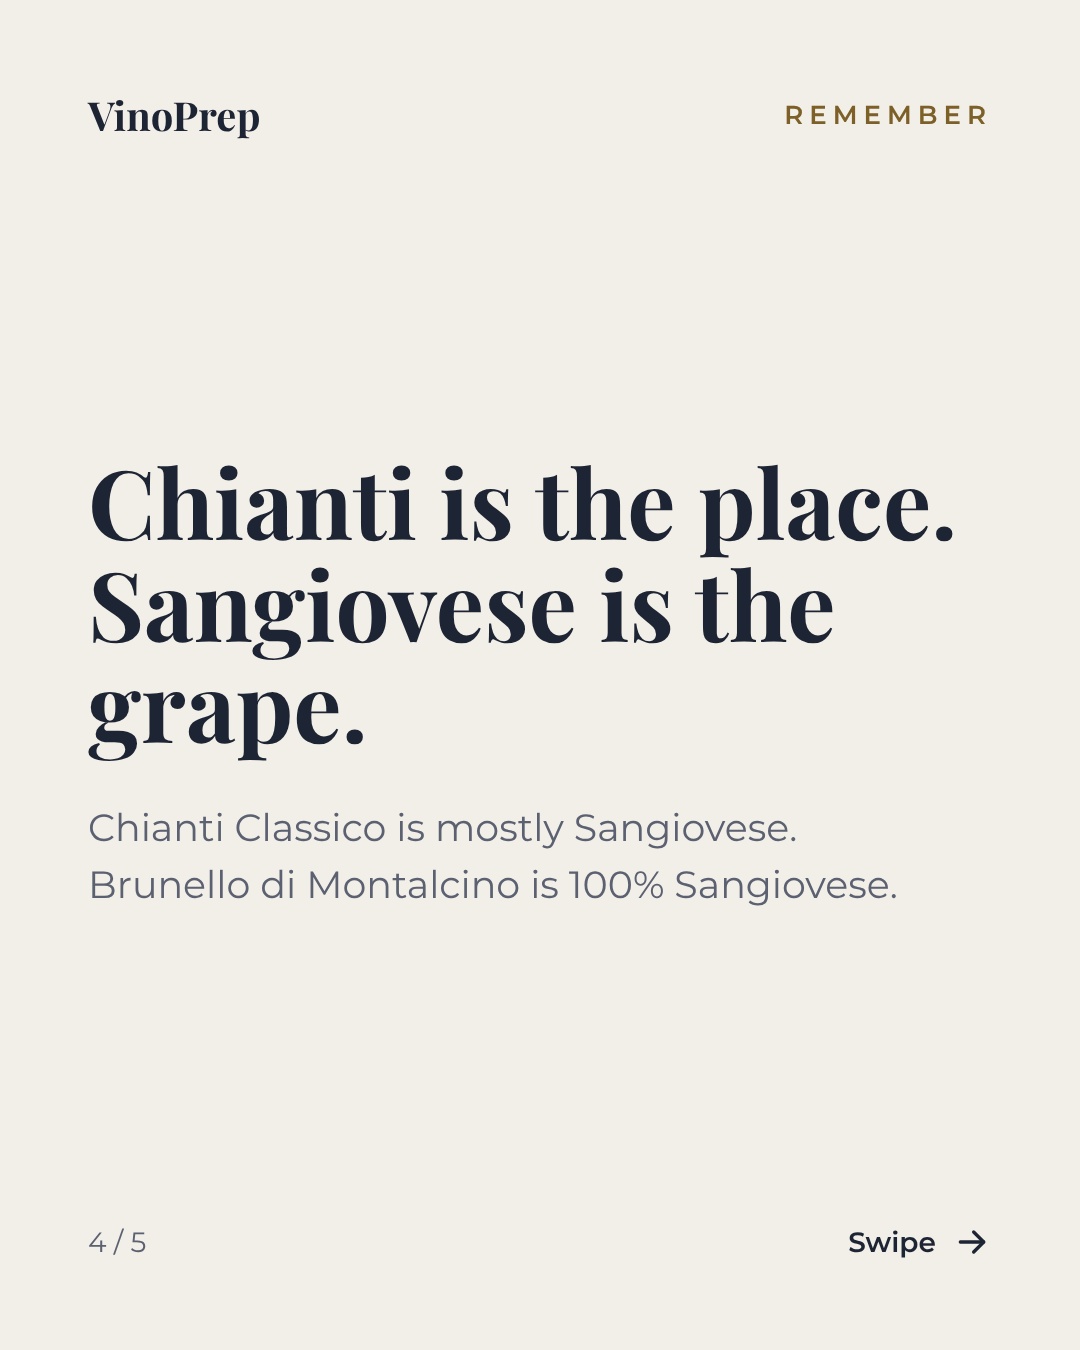 VinoPrep
REMEMBER
Chianti is the place.
Sangiovese is the
grape.
Chianti Classico is mostly Sangiovese.
Brunello di Montalcino is 100% Sangiovese.
4 / 5
Swipe →